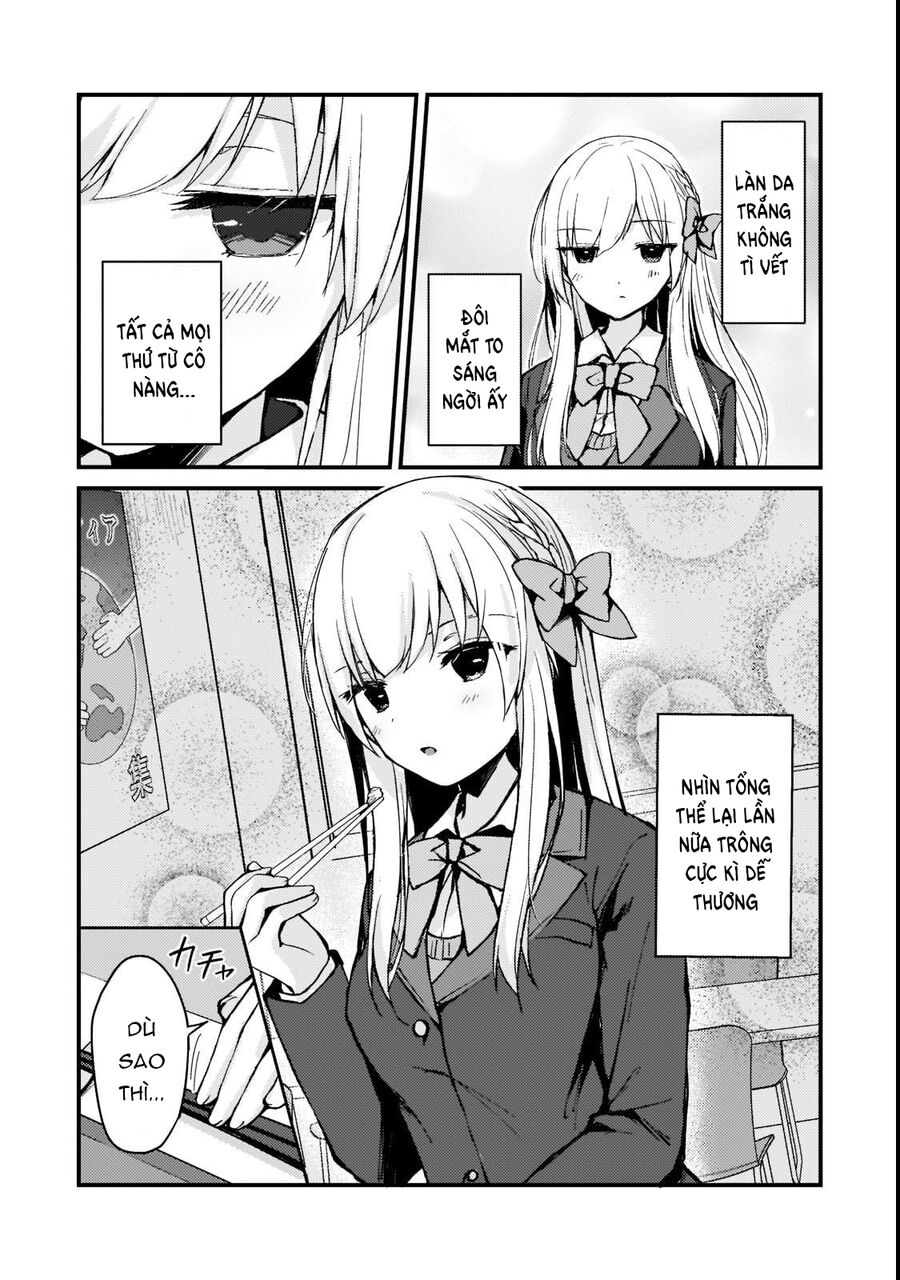 LÀN DA
TRẮNG
KHÔNG
TÌ VẾT
ĐÔI
MẮT TO
SÁNG
NGỜI ẤY
TẤT CẢ MỌI
THỨ TỪ CÔ
NÀNG...
NHÌN TỔNG
THỂ LẠI LẦN
NỮA TRÔNG
CỰC KÌ DỄ
THƯƠNG
集
カチャ
DÙ
SAO
THÌ...